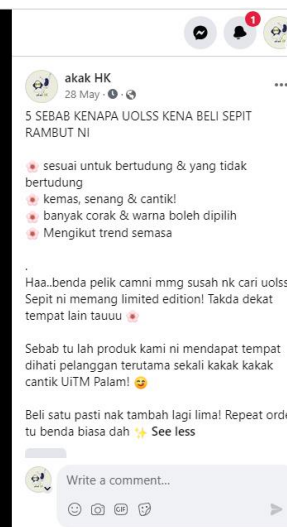 1
akak HK
28 May
5 SEBAB KENAPA UOLSS KENA BELI SEPIT
RAMBUT NI
sesuai untuk bertudung & yang tidak
bertudung
kemas, senang & cantik!
banyak corak & warna boleh dipilih
Mengikut trend semasa
.
Haa..benda pelik camni mmg susah nk cari uolss
Sepit ni memang limited edition! Takda dekat
tempat lain tauuu
Sebab tu lah produk kami ni mendapat tempat
dihati pelanggan terutama sekali kakak kakak
cantik UiTM Palam!
Beli satu pasti nak tambah lagi lima! Repeat orde
tu benda biasa dah See less
Write a comment...
GIF